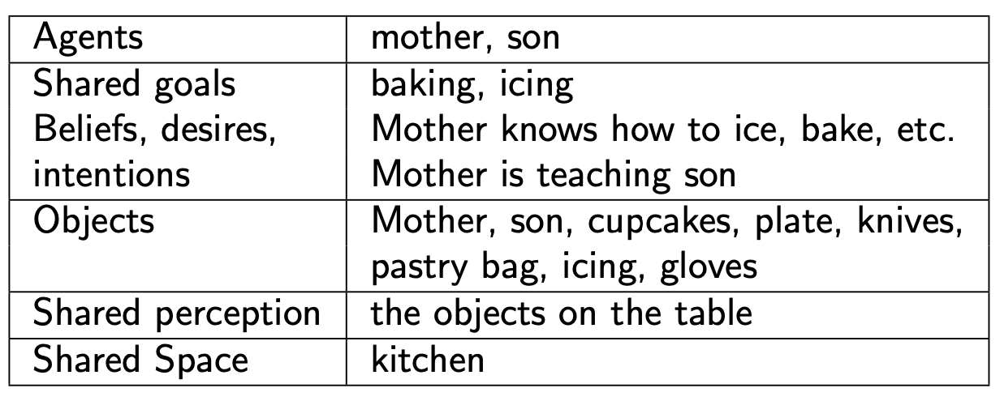 Agents mother, son
Shared goals baking, icing
Beliefs, desires, Mother knows how to ice, bake, etc.
intentions Mother is teaching son
Objects Mother, son, cupcakes, plate, knives,
pastry bag, icing, gloves
Shared perception the objects on the table
Shared Space kitchen